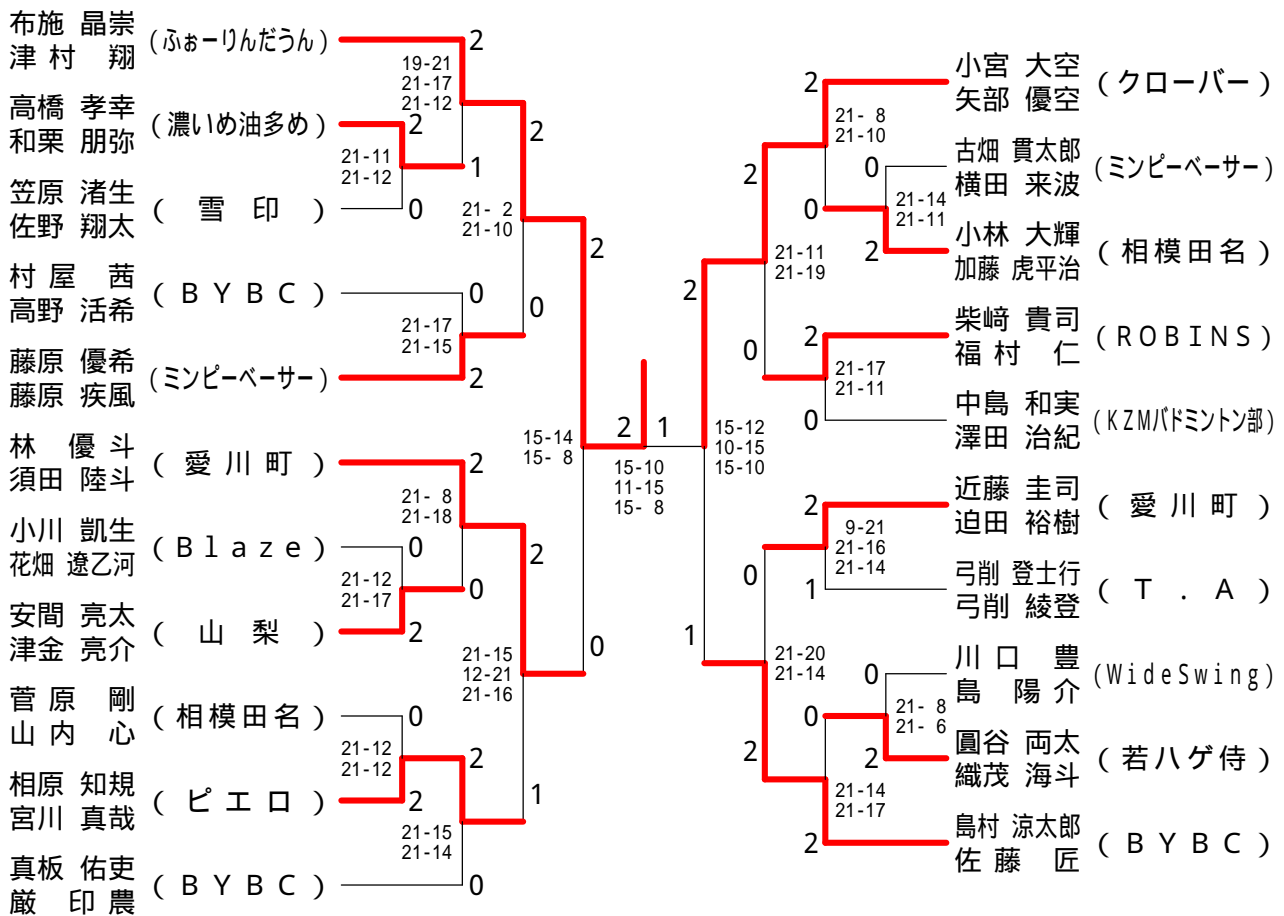 布施 晶崇
津村 翔
(ふぉーりんだうん)
2
19-21
21-17
21-12
高橋 孝幸
和栗 朋弥
(濃いめ油多め)
2
1
21-11
21-12
笠原 渚生
佐野 翔太
(雪印)
0
2
21- 2
21-10
村屋 茜
高野 活希
(BYBC)
0
21-17
21-15
0
藤原 優希
藤原 疾風
(ミンピーベーサー)
2
2
15-14
15- 8
林 優斗
須田 陸斗
(愛川町)
2
21- 8
21-18
小川 凱生
花畑 遼乙河
(Blaze)
0
21-12
21-17
0
2
安間 亮太
津金 亮介
(山梨)
2
21-15
12-21
21-16
0
菅原 剛
山内 心
(相模田名)
0
21-12
21-12
2
相原 知規
宮川 真哉
(ピエロ)
2
1
21-15
21-14
真板 佑吏
厳 印農
(BYBC)
0
2
1
15-10
11-15
15- 8
小宮 大空
矢部 優空
(クローバー)
2
21- 8
21-10
古畑 貫太郎
横田 来波
(ミンピーベーサー)
0
21-14
21-11
2
0
小林 大輝
加藤 虎平治
(相模田名)
2
21-11
21-19
2
柴﨑 貴司
福村 仁
(ROBINS)
2
21-17
21-11
0
中島 和実
澤田 治紀
(KZMバドミントン部)
0
15-12
10-15
15-10
近藤 圭司
迫田 裕樹
(愛川町)
2
9-21
21-16
21-14
0
弓削 登士行
弓削 綾登
(T.A)
1
1
21-20
21-14
川口 豊
島 陽介
(WideSwing)
0
21- 8
21- 6
0
圓谷 両太
織茂 海斗
(若ハゲ侍)
2
2
21-14
21-17
島村 涼太郎
佐藤 匠
(BYBC)
2